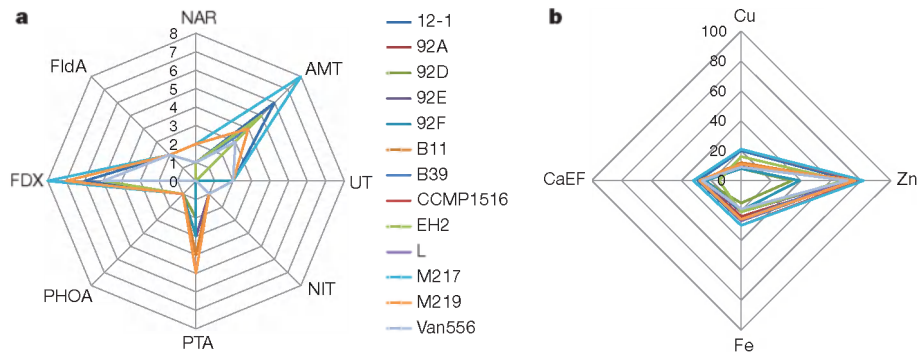 a
NAR
8
7
6
5
4
3
2
1
0
AMT
UT
NIT
PTA
PHOA
FDX
FldA
12-1
92A
92D
92E
92F
B11
B39
CCMP1516
EH2
L
M217
M219
Van556
b
Cu
100
80
60
40
20
0
Zn
Fe
CaEF